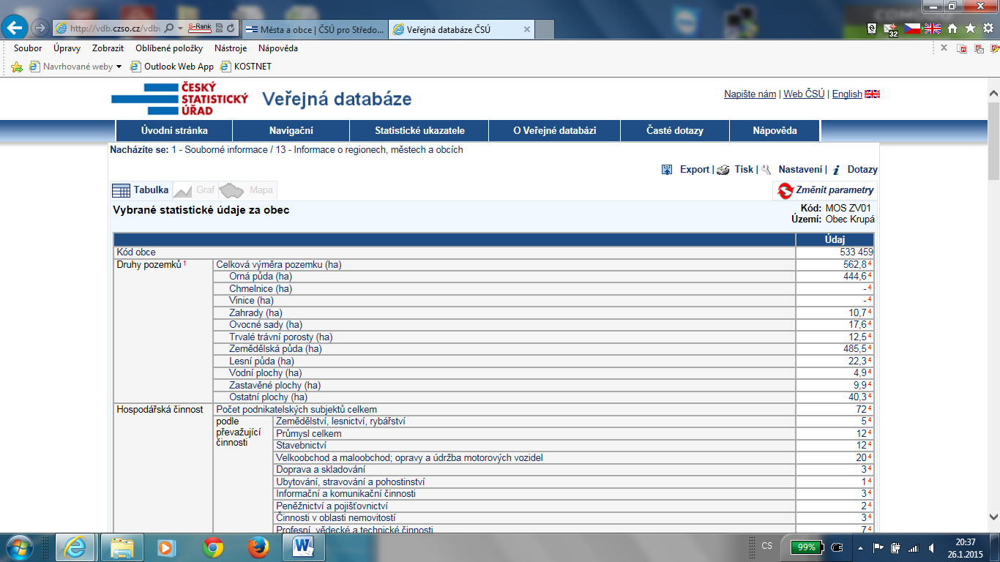 http://vdb.czso.cz/vdbv
S-Rank
Města a obce | ČSÚ pro Středo...
Veřejná databáze ČSÚ
32
Soubor Úpravy Zobrazit Oblíbené položky Nástroje Nápověda
Navrhované weby Outlook Web App KOSTNET
ČESKÝ
STATISTICKÝ
ÚŘAD
Veřejná databáze
Napište nám | Web ČSÚ | English
Úvodní stránka Navigační Statistické ukazatele O Veřejné databázi Časté dotazy Nápověda
Nacházíte se: 1 - Souborné informace / 13 - Informace o regionech, městech a obcích
Export | Tisk | Nastavení | Dotazy
Tabulka Graf Mapa Změnit parametry
Vybrané statistické údaje za obec
Kód: MOS ZV01
Území: Obec Krupá
Údaj
Kód obce 533 459
Druhy pozemků 1 Celková výměra pozemku (ha) 562,8 4
Orná půda (ha) 444,6 4
Chmelnice (ha) - 4
Vinice (ha) - 4
Zahrady (ha) 10,7 4
Ovocné sady (ha) 17,6 4
Trvalé trávní porosty (ha) 12,5 4
Zemědělská půda (ha) 485,5 4
Lesní půda (ha) 22,3 4
Vodní plochy (ha) 4,9 4
Zastavěné plochy (ha) 9,9 4
Ostatní plochy (ha) 40,3 4
Hospodářská činnost Počet podnikatelských subjektů celkem 72 4
podle
převažující
činnosti
Zemědělství, lesnictví, rybářství 5 4
Průmysl celkem 12 4
Stavebnictví 12 4
Velkoobchod a maloobchod; opravy a údržba motorových vozidel 20 4
Doprava a skladování 3 4
Ubytování, stravování a pohostinství 1 4
Informační a komunikační činnosti 3 4
Peněžnictví a pojišťovnictví 2 4
Činnosti v oblasti nemovitostí 3 4
Profesní, vědecké a technické činnosti 7 4
CS
99%
20:37
26.1.2015